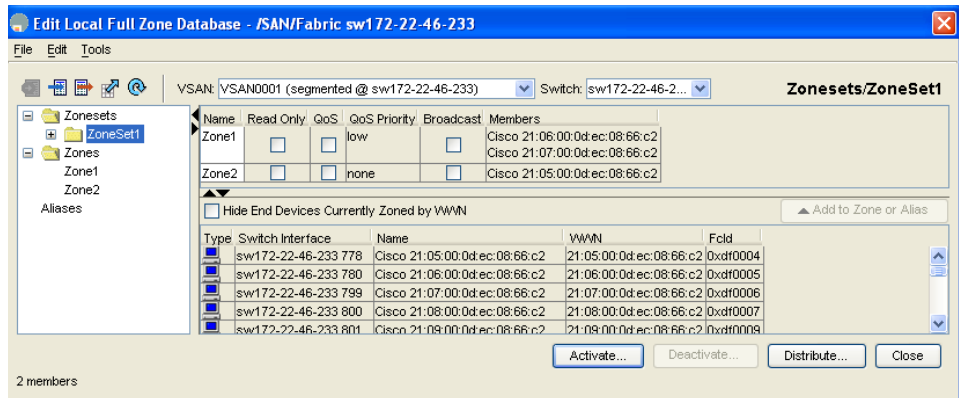 Edit Local Full Zone Database - /SAN/Fabric sw172-22-46-233
File Edit Tools
VSAN: VSAN0001 (segmented @ sw172-22-46-233) Switch: sw172-22-46-2... Zonesets/ZoneSet1
Zonesets
ZoneSet1
Zones
Zone1
Zone2
Aliases
Name Read Only QoS QoS Priority Broadcast Members
Zone1 low Cisco 21:06:00:0d:ec:08:66:c2
Cisco 21:07:00:0d:ec:08:66:c2
Zone2 none Cisco 21:05:00:0d:ec:08:66:c2
Hide End Devices Currently Zoned by WWN Add to Zone or Alias
Type Switch Interface Name WWN FcId
sw172-22-46-233 778 Cisco 21:05:00:0d:ec:08:66:c2 21:05:00:0d:ec:08:66:c2 0xdf0004
sw172-22-46-233 780 Cisco 21:06:00:0d:ec:08:66:c2 21:06:00:0d:ec:08:66:c2 0xdf0005
sw172-22-46-233 799 Cisco 21:07:00:0d:ec:08:66:c2 21:07:00:0d:ec:08:66:c2 0xdf0006
sw172-22-46-233 800 Cisco 21:08:00:0d:ec:08:66:c2 21:08:00:0d:ec:08:66:c2 0xdf0007
sw172-22-46-233 801 Cisco 21:09:00:0d:ec:08:66:c2 21:09:00:0d:ec:08:66:c2 0xdf0009
Activate... Deactivate... Distribute... Close
2 members